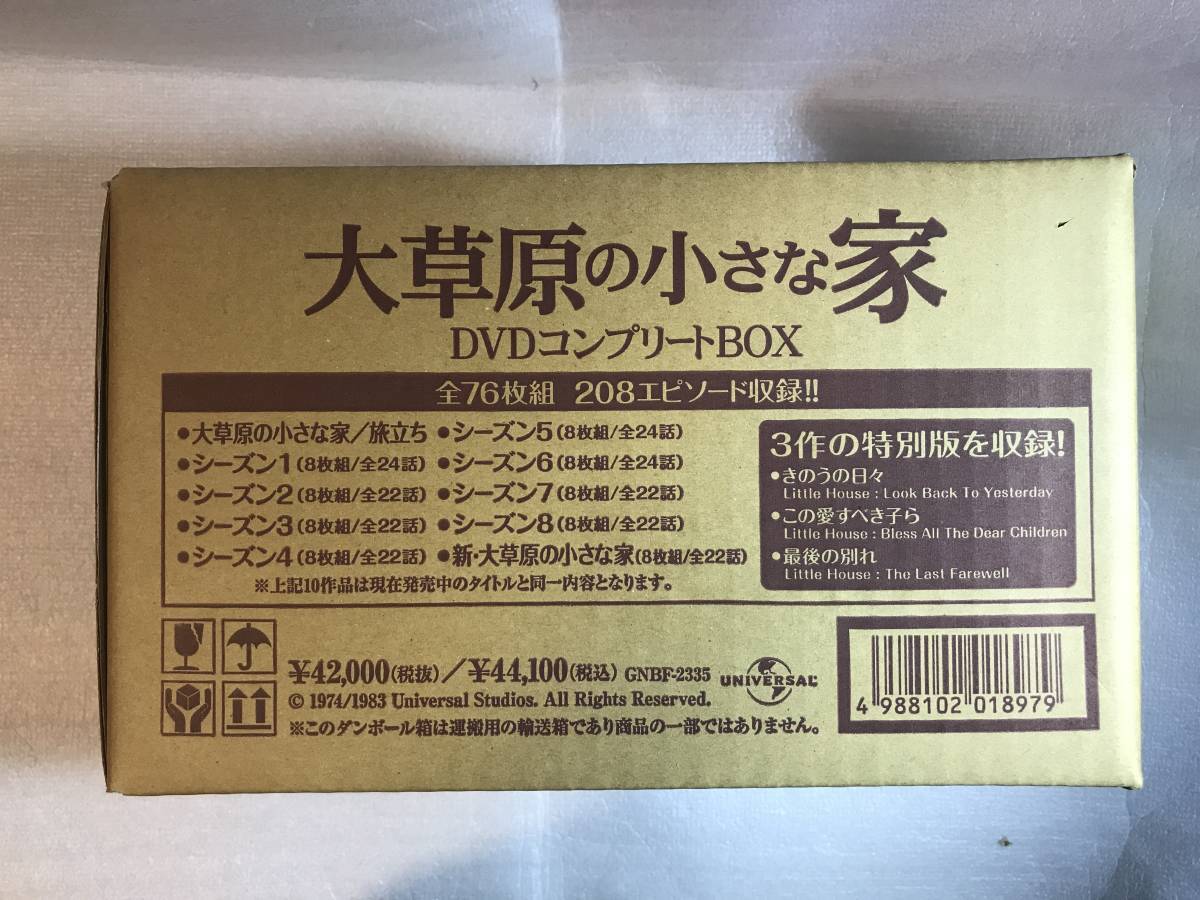 大草原の小さな家
DVDコンプリートBOX
全76枚組 208エピソード収録!!
●大草原の小さな家／旅立ち
●シーズン1(8枚組/全24話)
●シーズン2(8枚組/全22話)
●シーズン3(8枚組/全22話)
●シーズン4(8枚組/全22話)
●シーズン5(8枚組/全24話)
●シーズン6(8枚組/全24話)
●シーズン7(8枚組/全22話)
●シーズン8(8枚組/全22話)
●新・大草原の小さな家(8枚組/全22話)
※上記10作品は現在発売中のタイトルと同一内容となります。
3作の特別版を収録!
●きのうの日々
Little House : Look Back To Yesterday
●この愛すべき子ら
Little House : Bless All The Dear Children
●最後の別れ
Little House : The Last Farewell
¥42,000(税抜)／¥44,100(税込) GNBF-2335
UNIVERSAL
© 1974/1983 Universal Studios. All Rights Reserved.
※このダンボール箱は運搬用の輸送箱であり商品の一部ではありません。
4 988102 018979